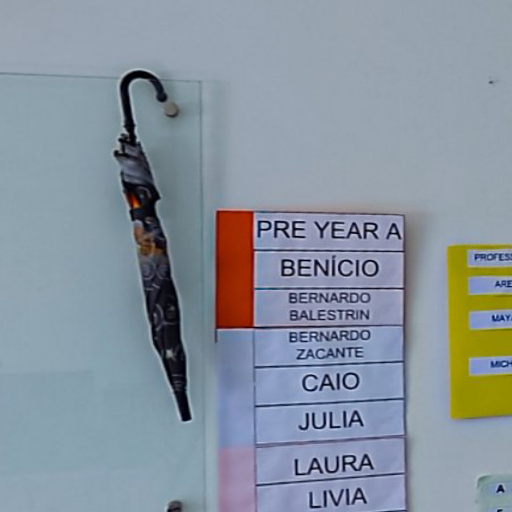 PRE YEAR A
BENÍCIO
BERNARDO
BALESTRIN
BERNARDO
ZACANTE
CAIO
JULIA
LAURA
LIVIA
A